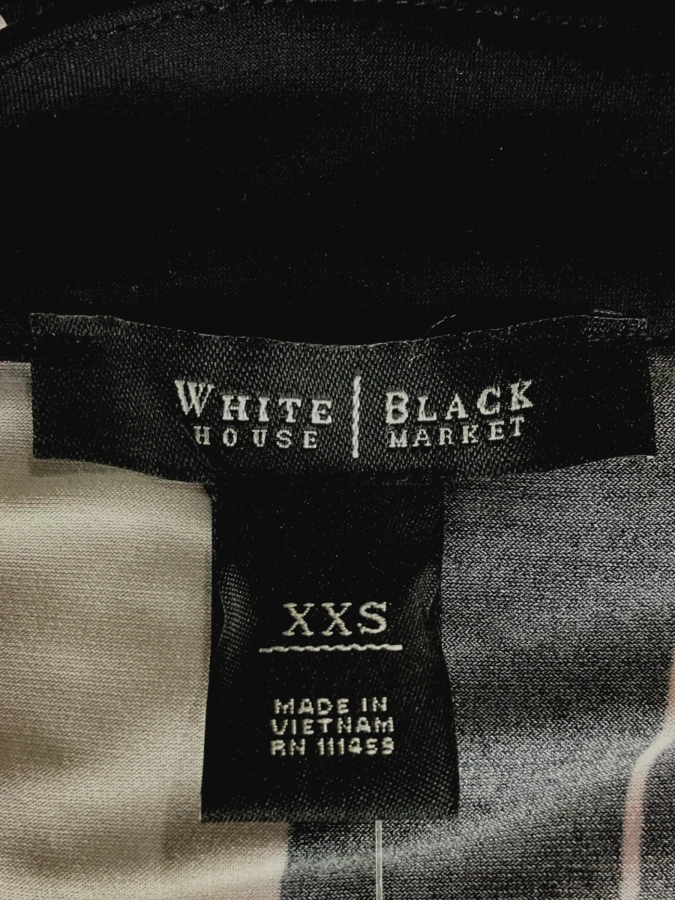 WHITE | BLACK
HOUSE | MARKET
XXS
MADE IN
VIETNAM
RN 111459